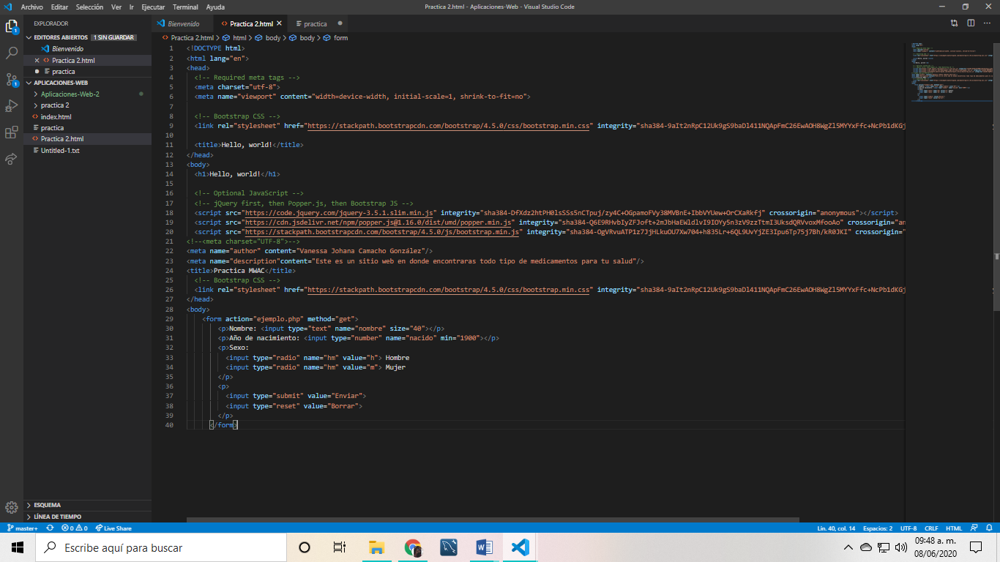 Archivo Editar Selección Ver Ir Ejecutar Terminal Ayuda
Practica 2.html - Aplicaciones-Web - Visual Studio Code
EXPLORADOR
EDITORES ABIERTOS 1 SIN GUARDAR
Bienvenido
Practica 2.html
practica
APLICACIONES-WEB
Aplicaciones-Web-2
practica 2
index.html
practica
Practica 2.html
Untitled-1.txt
ESQUEMA
LÍNEA DE TIEMPO
Bienvenido Practica 2.html practica
Practica 2.html > html > body > body > form
1 <!DOCTYPE html>
2 <html lang="en">
3 <head>
4 <!-- Required meta tags -->
5 <meta charset="utf-8">
6 <meta name="viewport" content="width=device-width, initial-scale=1, shrink-to-fit=no">
7
8 <!-- Bootstrap CSS -->
9 <link rel="stylesheet" href="https://stackpath.bootstrapcdn.com/bootstrap/4.5.0/css/bootstrap.min.css" integrity="sha384-9aIt2nRpC12Uk9gS9baDl411NQApFmC26EwAOH8WgZl5MYYxFfc+NcPb1dKGj
10
11 <title>Hello, world!</title>
12 </head>
13 <body>
14 <h1>Hello, world!</h1>
15
16 <!-- Optional JavaScript -->
17 <!-- jQuery first, then Popper.js, then Bootstrap JS -->
18 <script src="https://code.jquery.com/jquery-3.5.1.slim.min.js" integrity="sha384-DfXdz2htPH0lsSSs5nCTpuj/zy4C+OGpamoFVy38MVBnE+IbbVYUew+OrCXaRkfj" crossorigin="anonymous"></script>
19 <script src="https://cdn.jsdelivr.net/npm/popper.js@1.16.0/dist/umd/popper.min.js" integrity="sha384-Q6E9RHvbIyZFJoft+2mJbHaEWldlvI9IOYy5n3zV9zzTtmI3UksdQRVvoxMfooAo" crossorigin="an
20 <script src="https://stackpath.bootstrapcdn.com/bootstrap/4.5.0/js/bootstrap.min.js" integrity="sha384-OgVRvuATP1z7JjHLkuOU7Xw704+h835Lr+6QL9UvYjZE3Ipu6Tp75j7Bh/kR0JKI" crossorigin="
21 <!--<meta charset="UTF-8">-->
22 <meta name="author" content="Vanessa Johana Camacho González"/>
23 <meta name="description"content="Este es un sitio web en donde encontraras todo tipo de medicamentos para tu salud"/>
24 <title>Practica MWAC</title>
25 <!-- Bootstrap CSS -->
26 <link rel="stylesheet" href="https://stackpath.bootstrapcdn.com/bootstrap/4.5.0/css/bootstrap.min.css" integrity="sha384-9aIt2nRpC12Uk9gS9baDl411NQApFmC26EwAOH8WgZl5MYYxFfc+NcPb1dKGj
27 </head>
28 <body>
29 <form action="ejemplo.php" method="get">
30 <p>Nombre: <input type="text" name="nombre" size="40"></p>
31 <p>Año de nacimiento: <input type="number" name="nacido" min="1900"></p>
32 <p>Sexo:
33 <input type="radio" name="hm" value="h"> Hombre
34 <input type="radio" name="hm" value="m"> Mujer
35 </p>
36 <p>
37 <input type="submit" value="Enviar">
38 <input type="reset" value="Borrar">
39 </p>
40 </form>
master+ 0 0 Live Share
Lín. 40, col. 14 Espacios: 2 UTF-8 CRLF HTML
Escribe aquí para buscar
09:48 a. m.
08/06/2020